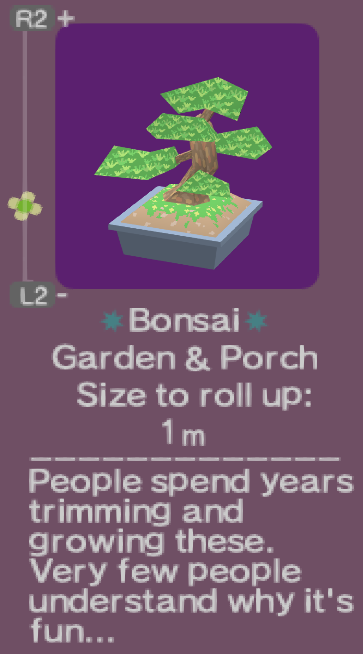 R2 +
L2 -
Bonsai
Garden & Porch
Size to roll up:
1 m
People spend years
trimming and
growing these.
Very few people
understand why it's
fun...